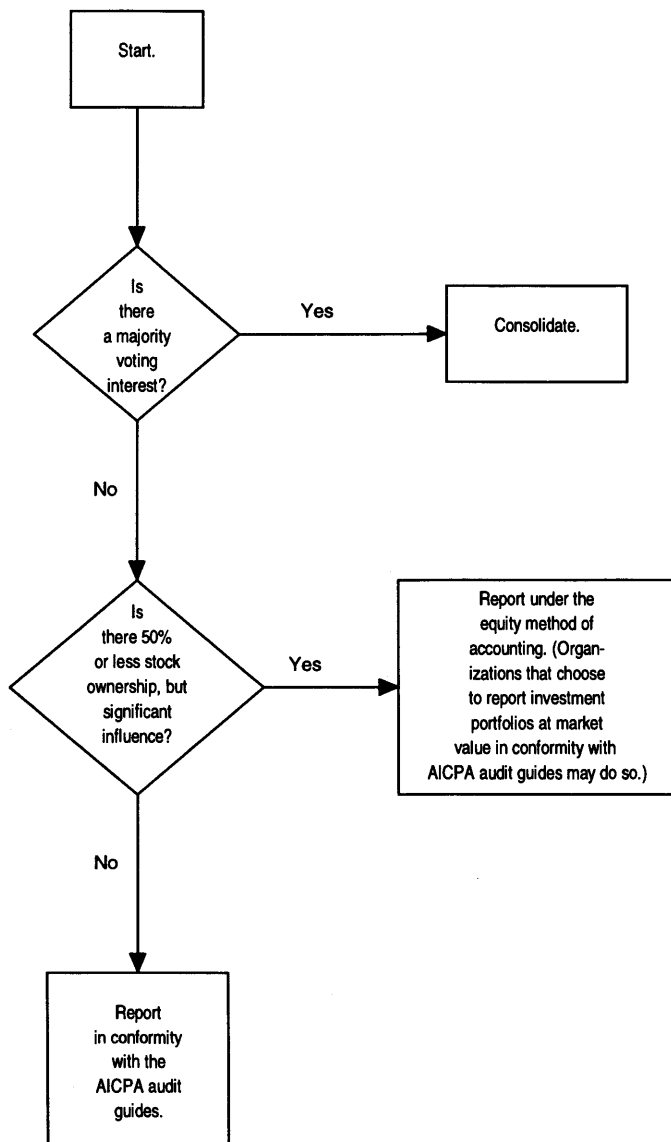 Start.
Is
there
a majority
voting
interest?
Yes
Consolidate.
No
Is
there 50%
or less stock
ownership, but
significant
influence?
Yes
Report under the
equity method of
accounting. (Organ-
izations that choose
to report investment
portfolios at market
value in conformity with
AICPA audit guides may do so.)
No
Report
in conformity
with the
AICPA audit
guides.